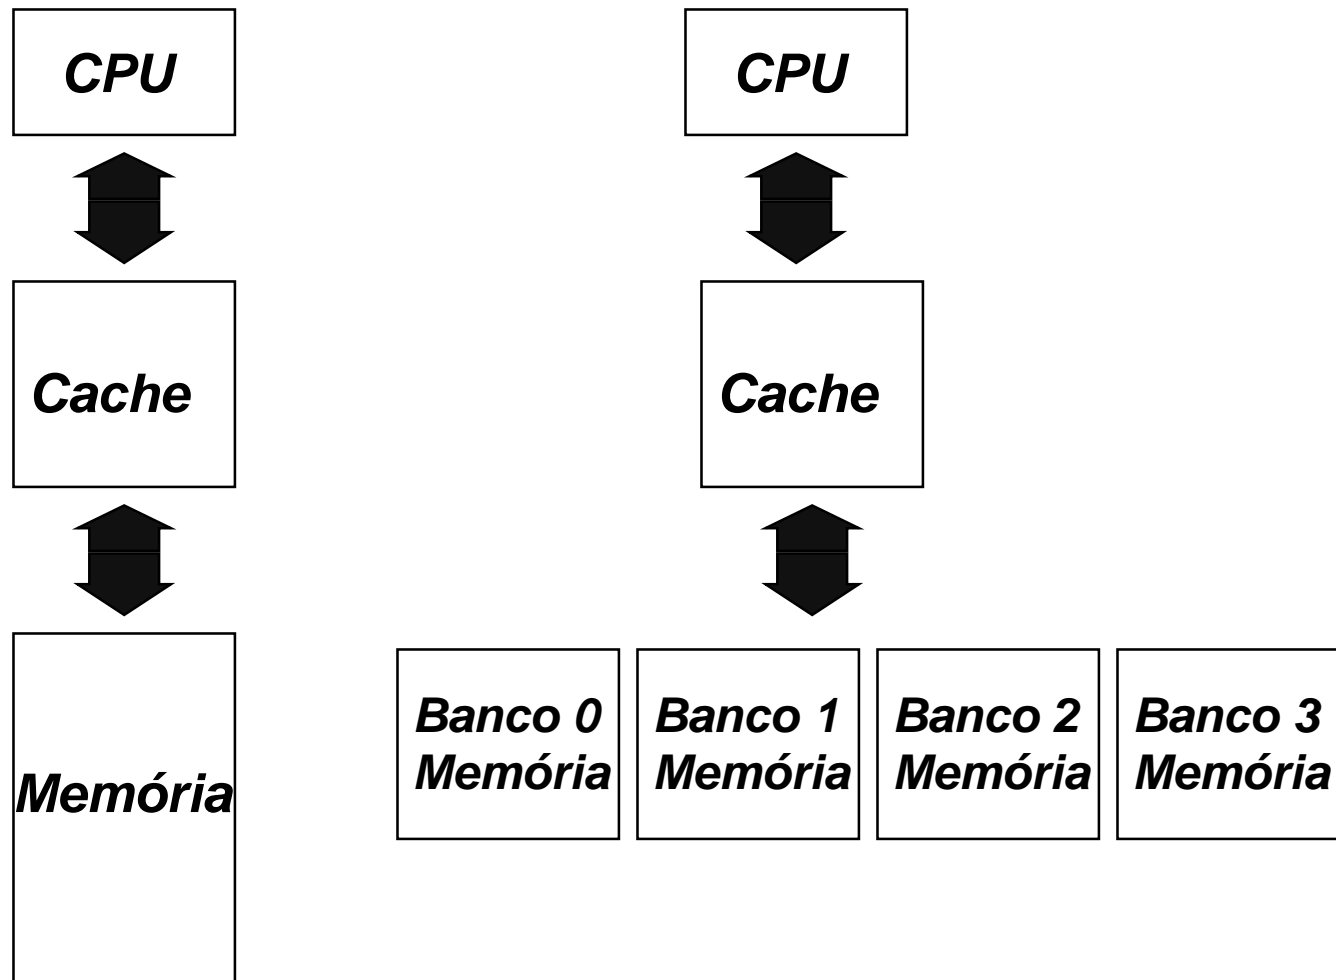 CPU
Cache
Memória
CPU
Cache
Banco 0
Memória
Banco 1
Memória
Banco 2
Memória
Banco 3
Memória